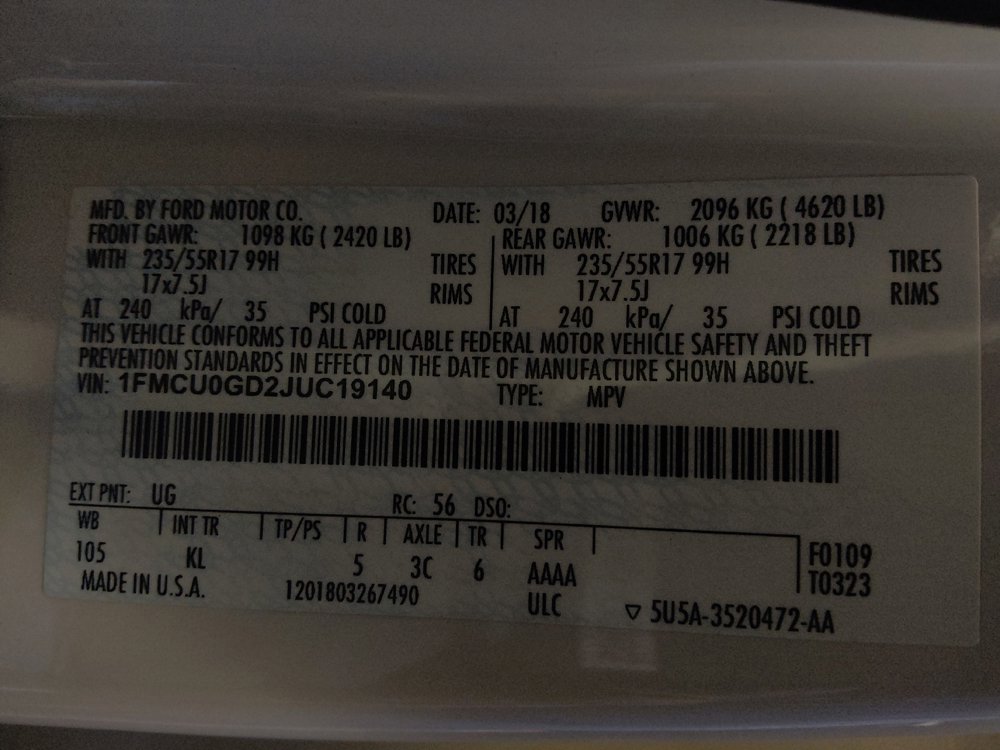 MFD. BY FORD MOTOR CO. DATE: 03/18 GVWR: 2096 KG ( 4620 LB)
FRONT GAWR: 1098 KG ( 2420 LB) REAR GAWR: 1006 KG ( 2218 LB)
WITH 235/55R17 99H TIRES WITH 235/55R17 99H TIRES
17x7.5J RIMS 17x7.5J RIMS
AT 240 kPa/ 35 PSI COLD AT 240 kPa/ 35 PSI COLD
THIS VEHICLE CONFORMS TO ALL APPLICABLE FEDERAL MOTOR VEHICLE SAFETY AND THEFT
PREVENTION STANDARDS IN EFFECT ON THE DATE OF MANUFACTURE SHOWN ABOVE.
VIN: 1FMCU0GD2JUC19140 TYPE: MPV
EXT PNT: UG RC: 56 DSO:
WB INT TR TP/PS R AXLE TR SPR
105 KL 5 3C 6 AAAA F0109
T0323
MADE IN U.S.A. 1201803267490 ULC ▽ 5U5A-3520472-AA